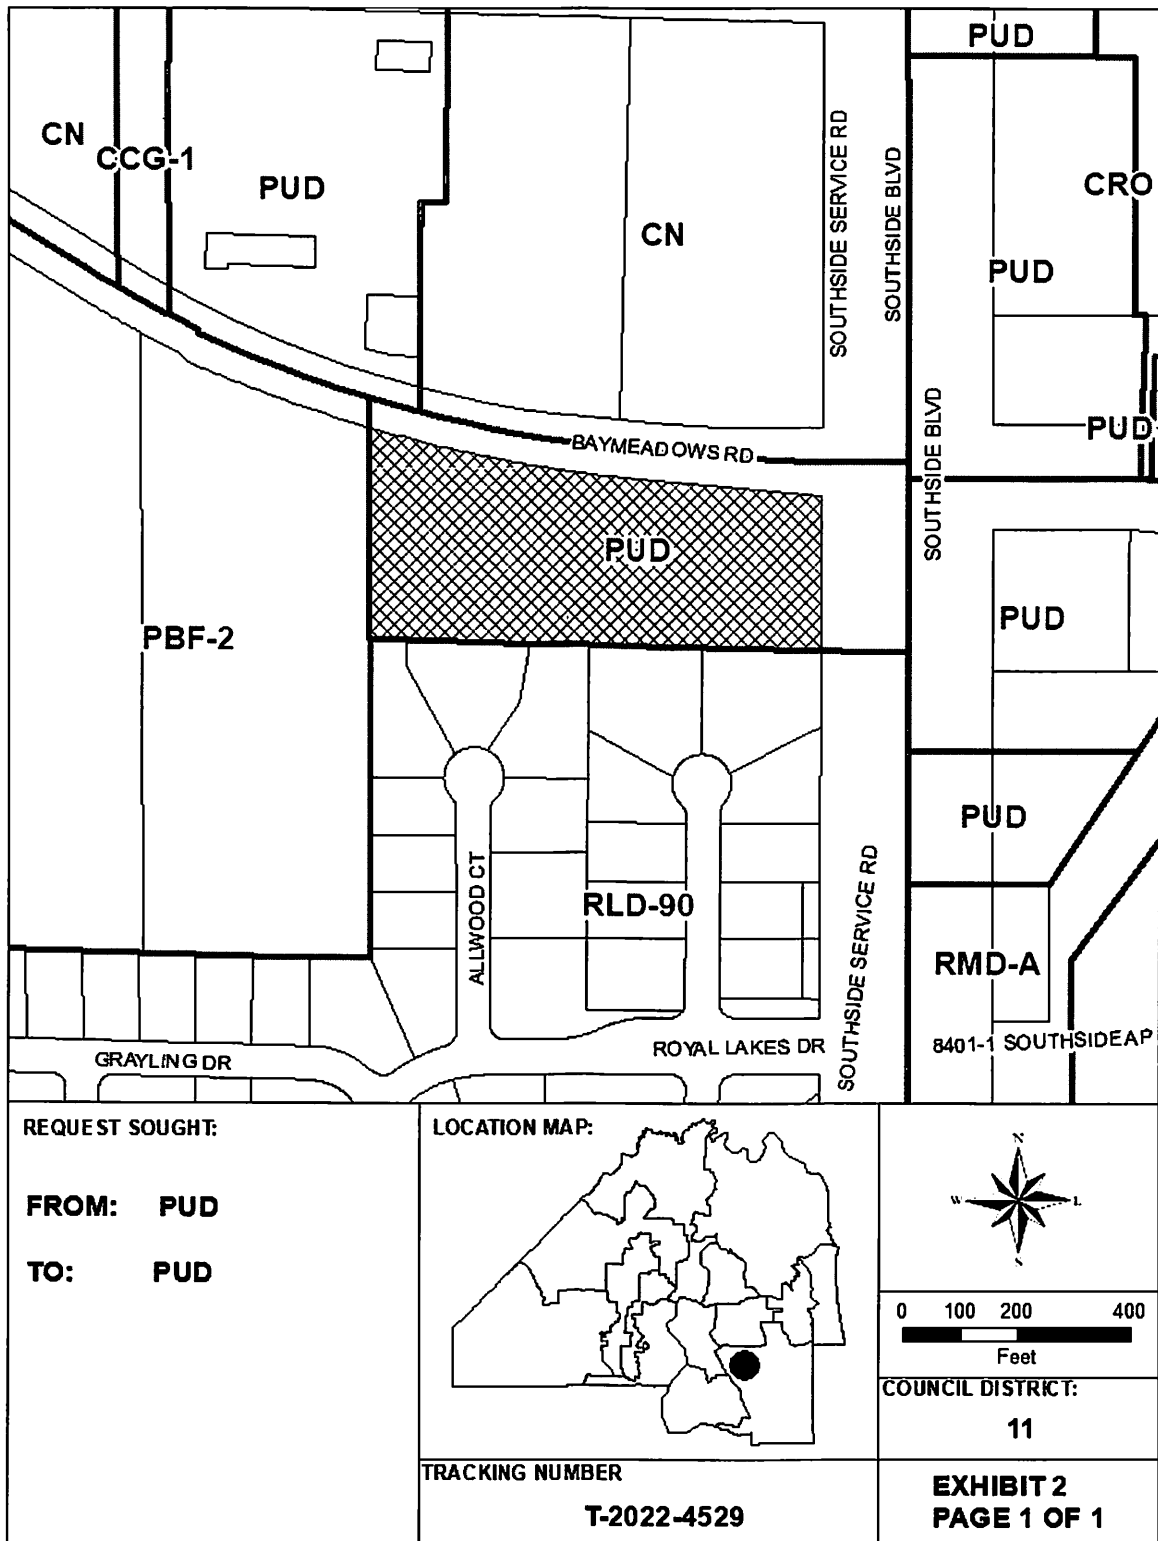 PUD
CN
CCG-1
PUD
CN
SOUTHSIDE SERVICE RD
SOUTHSIDE BLVD
CRO
PUD
SOUTHSIDE BLVD
PUD
BAYMEADOWS RD
PUD
PBF-2
PUD
PUD
ALLWOOD CT
RLD-90
SOUTHSIDE SERVICE RD
RMD-A
GRAYLING DR
ROYAL LAKES DR
8401-1 SOUTHSIDE AP
REQUEST SOUGHT:
FROM: PUD
TO: PUD
LOCATION MAP:
N
W
E
S
0 100 200 400
Feet
COUNCIL DISTRICT:
11
TRACKING NUMBER
T-2022-4529
EXHIBIT 2
PAGE 1 OF 1